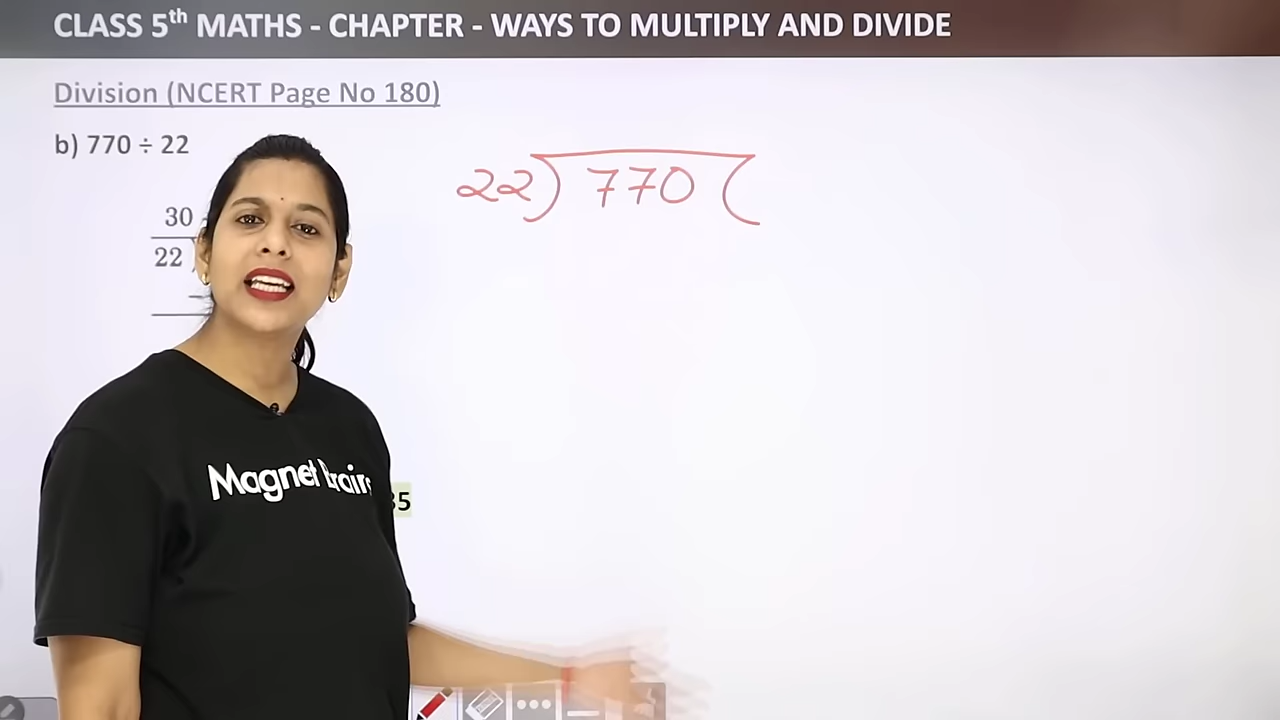 CLASS 5th MATHS - CHAPTER - WAYS TO MULTIPLY AND DIVIDE
Division (NCERT Page No 180)
b) 770 ÷ 22
22) 770 (
30
22
Magnet Brains
35